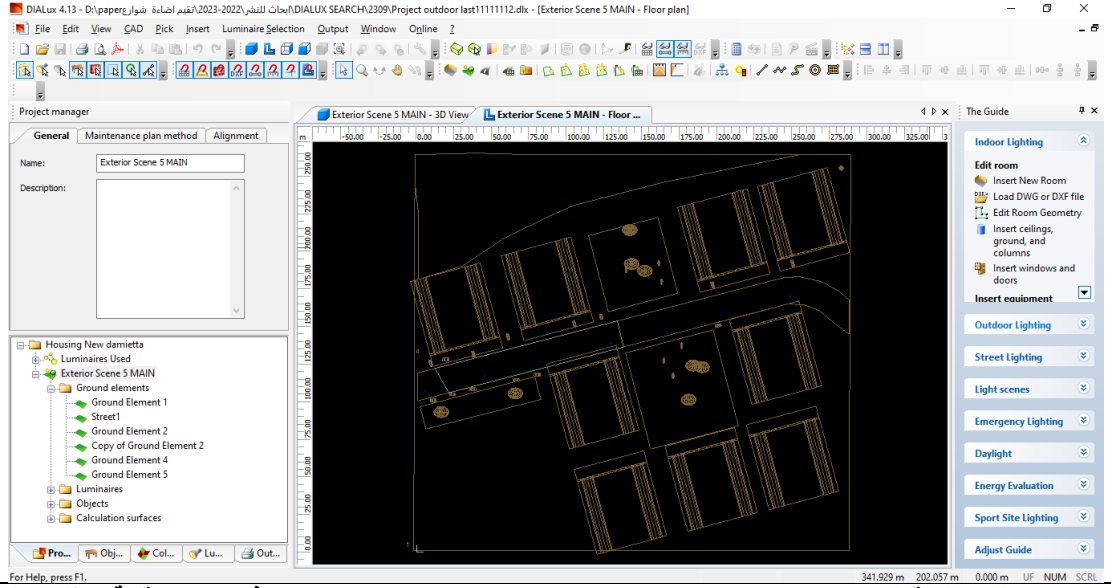 DIALux 4.13 - D:\paper\ابحاث للنشر\2022-2023\تقيم اضاءة شوارع\DIALUX SEARCH\2309\Project outdoor last11111112.dlx - [Exterior Scene 5 MAIN - Floor plan]
File Edit View CAD Pick Insert Luminaire Selection Output Window Online ?
Project manager
Exterior Scene 5 MAIN - 3D View
Exterior Scene 5 MAIN - Floor ...
The Guide
General Maintenance plan method Alignment
m -50.00 -25.00 0.00 25.00 50.00 75.00 100.00 125.00 150.00 175.00 200.00 225.00 250.00 275.00 300.00 325.00 3
Name: Exterior Scene 5 MAIN
Description:
250.00
225.00
200.00
175.00
150.00
125.00
100.00
75.00
50.00
25.00
0.00
Housing New damietta
Luminaires Used
Exterior Scene 5 MAIN
Ground elements
Ground Element 1
Street1
Ground Element 2
Copy of Ground Element 2
Ground Element 4
Ground Element 5
Luminaires
Objects
Calculation surfaces
Pro... Obj... Col... Lu... Out...
Indoor Lighting
Edit room
Insert New Room
Load DWG or DXF file
Edit Room Geometry
Insert ceilings,
ground, and
columns
Insert windows and
doors
Insert equipment
Outdoor Lighting
Street Lighting
Light scenes
Emergency Lighting
Daylight
Energy Evaluation
Sport Site Lighting
Adjust Guide
For Help, press F1.
341.929 m 202.057 m 0.000 m UF NUM SCRL